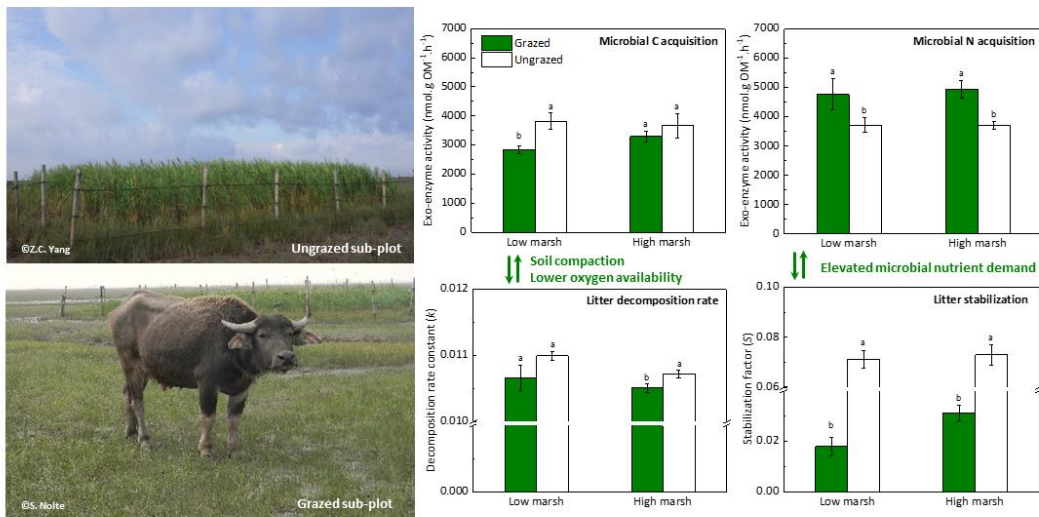 Ungrazed sub-plot
©Z.C. Yang
Grazed sub-plot
©S. Nolte
Microbial C acquisition
Grazed
Ungrazed
Exo-enzyme activity (nmol.g OM⁻¹.h⁻¹)
7000
6000
5000
4000
3000
2000
1000
0
b
a
a
a
Low marsh
High marsh
Microbial N acquisition
Exo-enzyme activity (nmol.g OM⁻¹.h⁻¹)
7000
6000
5000
4000
3000
2000
1000
0
a
b
a
b
Low marsh
High marsh
Soil compaction
Lower oxygen availability
Elevated microbial nutrient demand
Litter decomposition rate
Decomposition rate constant (k)
0.012
0.011
0.010
0.000
a
a
b
a
Low marsh
High marsh
Litter stabilization
Stabilization factor (S)
0.10
0.08
0.06
0.02
0.00
b
a
b
a
Low marsh
High marsh